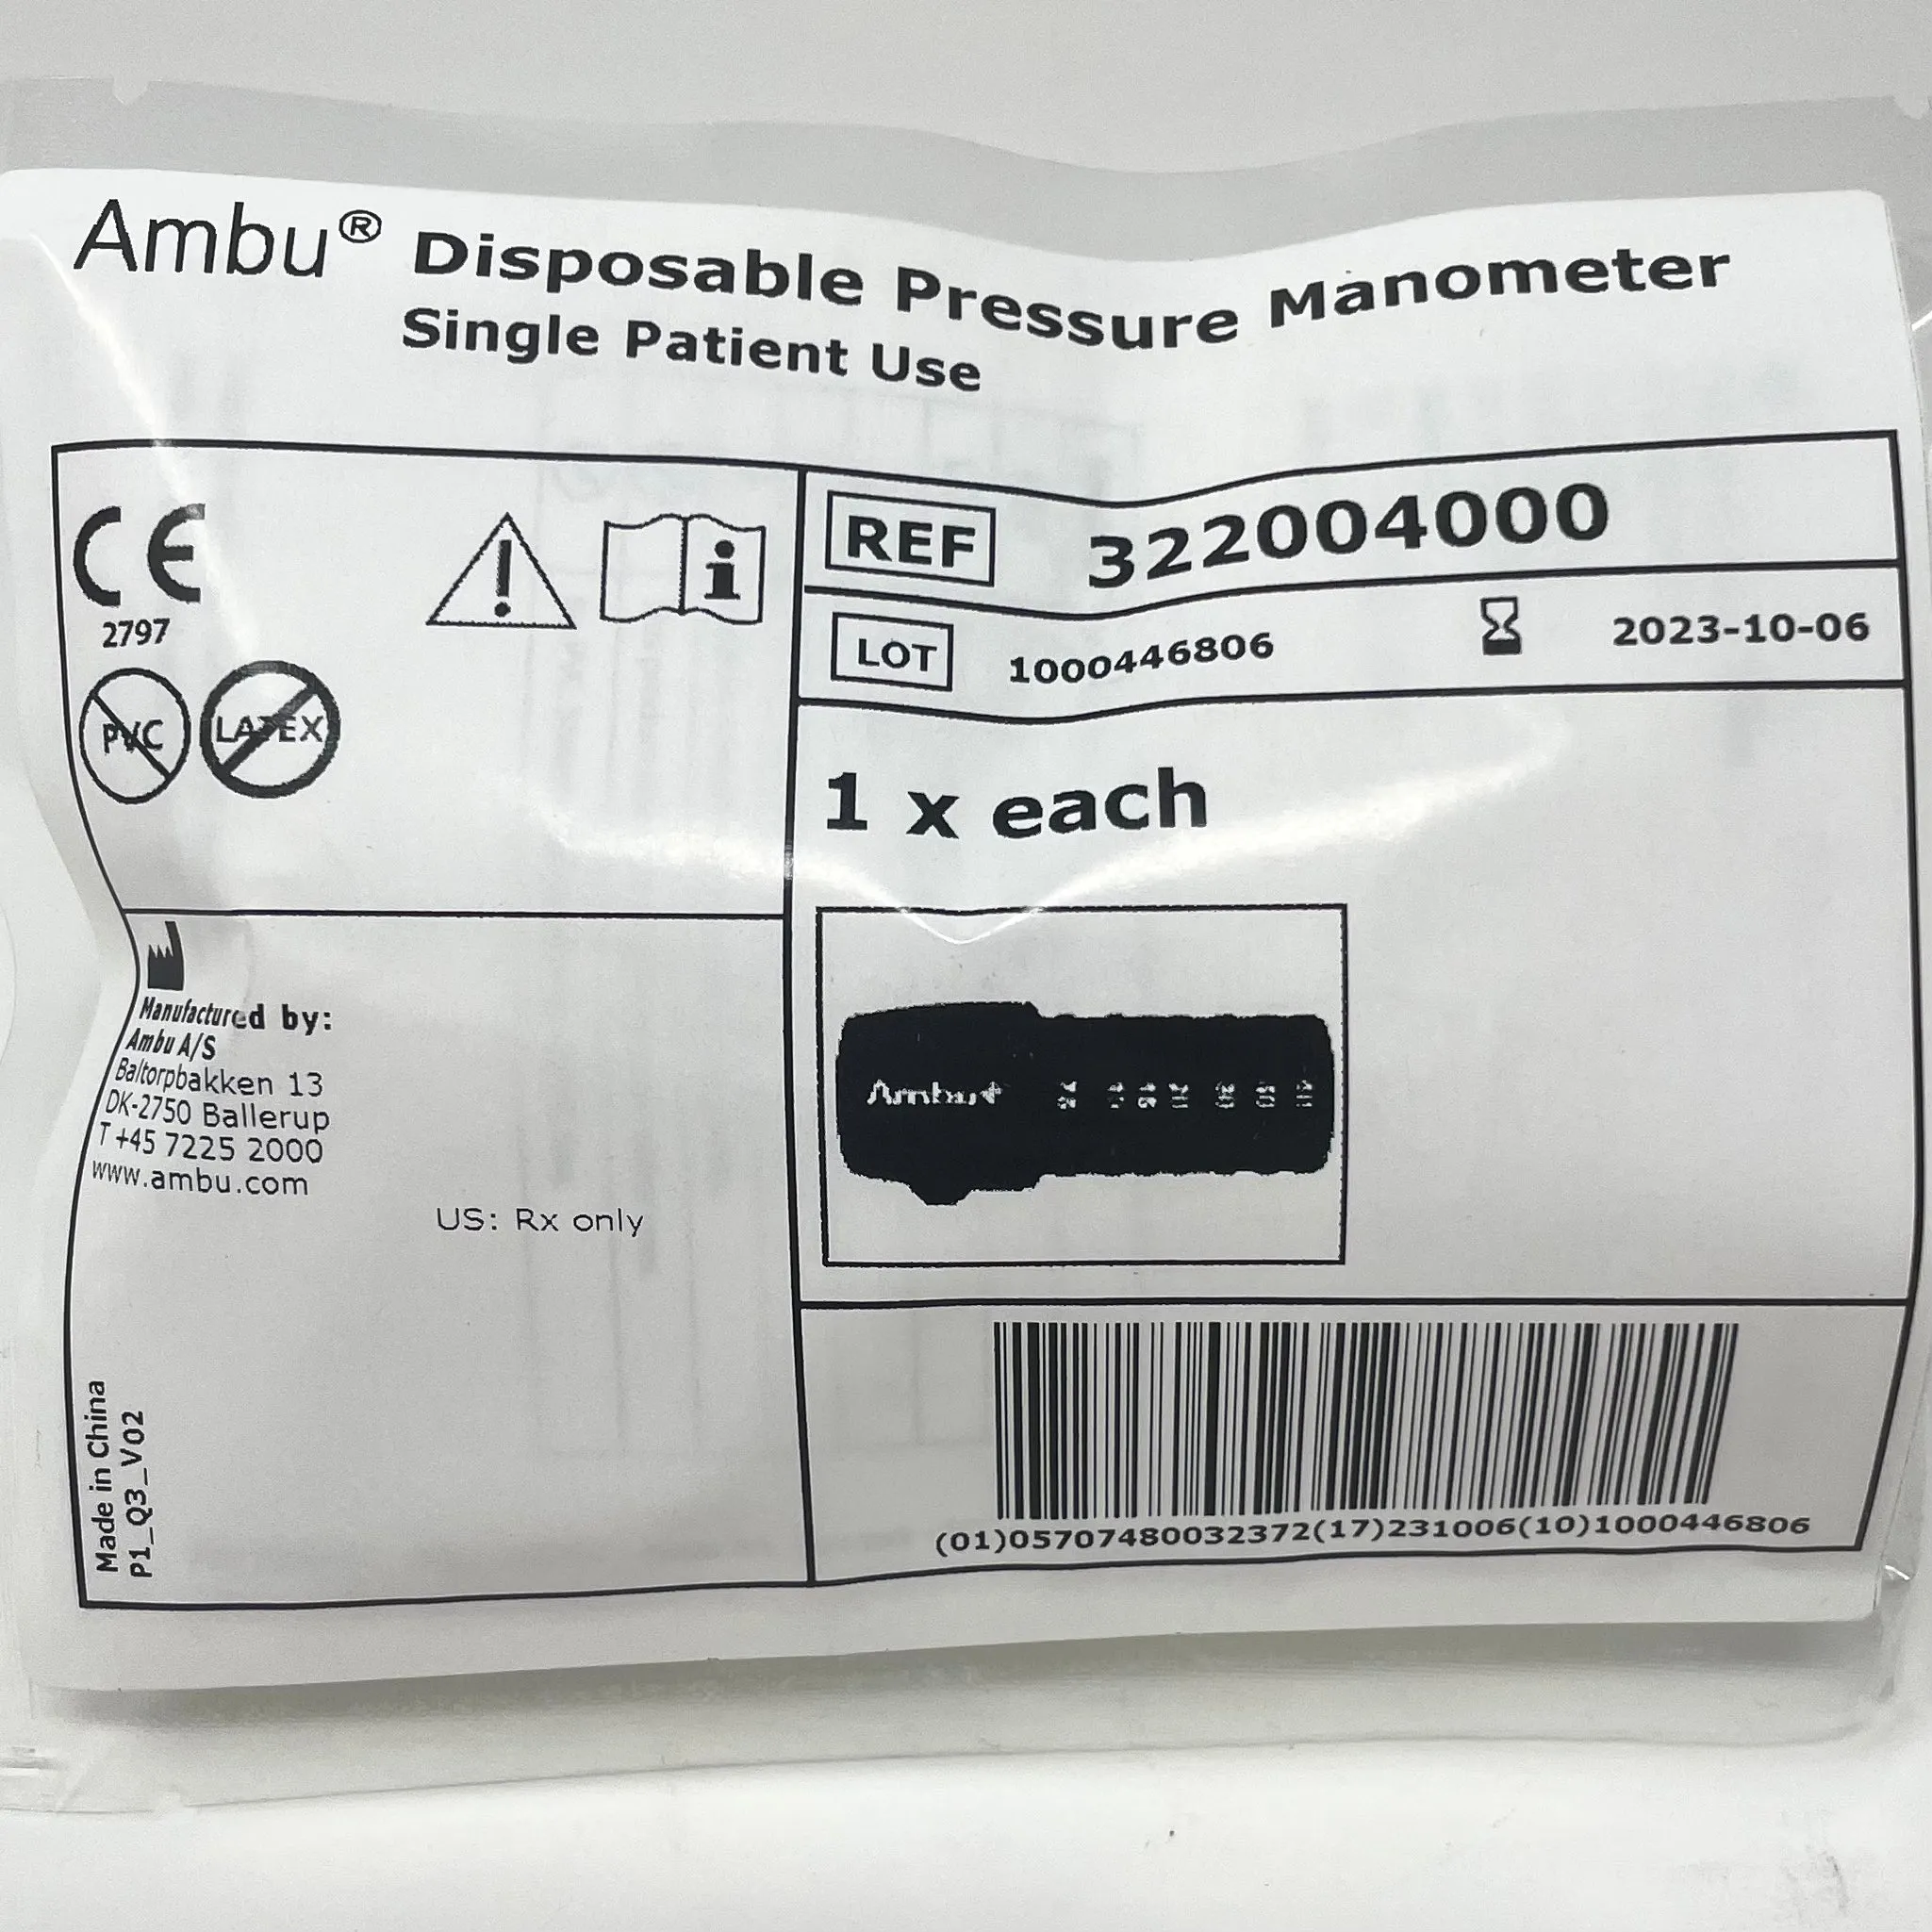 Ambu® Disposable Pressure Manometer
Single Patient Use
CE
2797
PVC
LATEX
REF 322004000
LOT 1000446806 2023-10-06
1 x each
Ambu
Manufactured by:
Ambu A/S
Baltorpbakken 13
DK-2750 Ballerup
T +45 7225 2000
www.ambu.com
US: Rx only
Made in China
P1_Q3_V02
(01)05707480032372(17)231006(10)1000446806